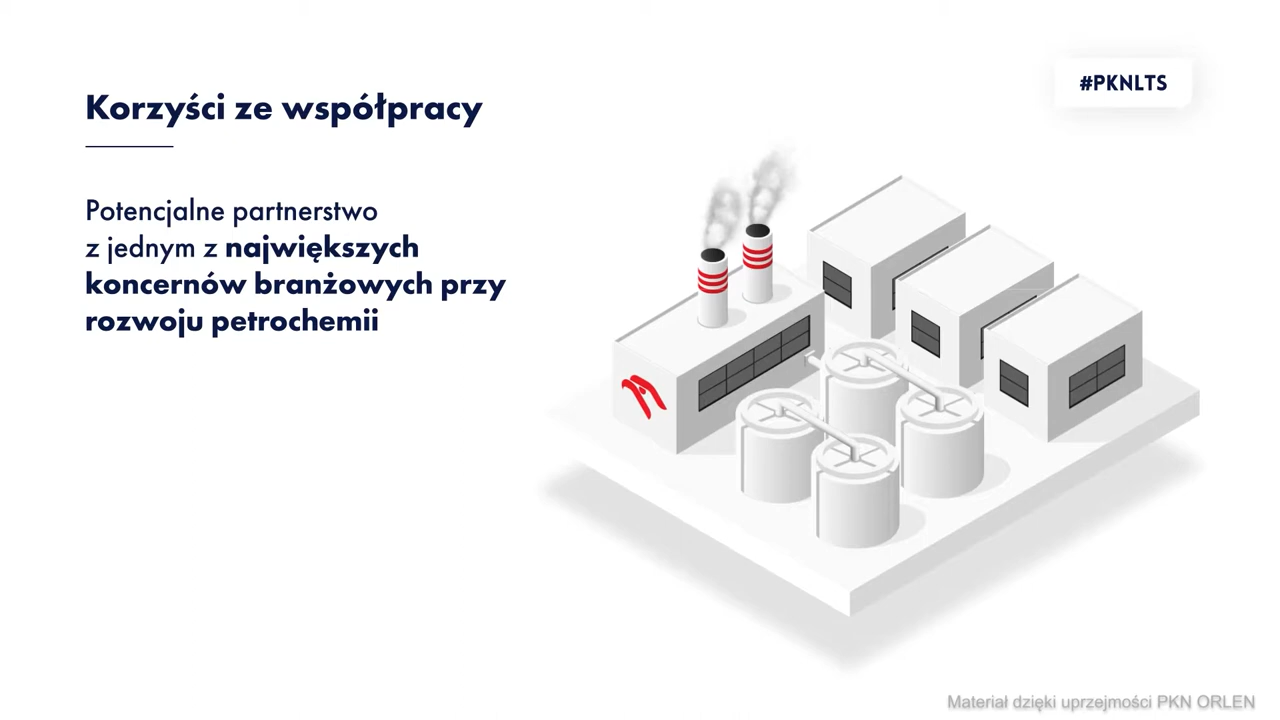 Korzyści ze współpracy
#PKNLTS
Potencjalne partnerstwo
z jednym z największych
koncernów branżowych przy
rozwoju petrochemii
Materiał dzięki uprzejmości PKN ORLEN